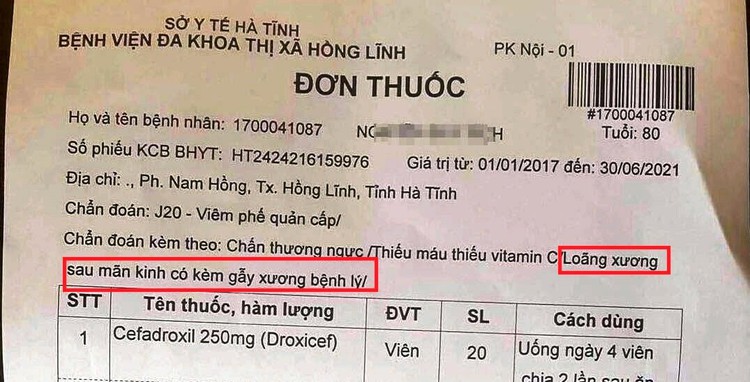 SỞ Y TẾ HÀ TĨNH
BỆNH VIỆN ĐA KHOA THỊ XÃ HỒNG LĨNH
PK Nội - 01
ĐƠN THUỐC
#1700041087
Họ và tên bệnh nhân: 1700041087
Tuổi: 80
Số phiếu KCB BHYT: HT2424216159976 Giá trị từ: 01/01/2017 đến: 30/06/2021
Địa chỉ: ., Ph. Nam Hồng, Tx. Hồng Lĩnh, Tỉnh Hà Tĩnh
Chẩn đoán: J20 - Viêm phế quản cấp/
Chẩn đoán kèm theo: Chấn thương ngực /Thiếu máu thiếu vitamin C/Loãng xương
sau mãn kinh có kèm gẫy xương bệnh lý/
STT Tên thuốc, hàm lượng ĐVT SL Cách dùng
1 Cefadroxil 250mg (Droxicef) Viên 20 Uống ngày 4 viên
chia 2 lần sau ăn